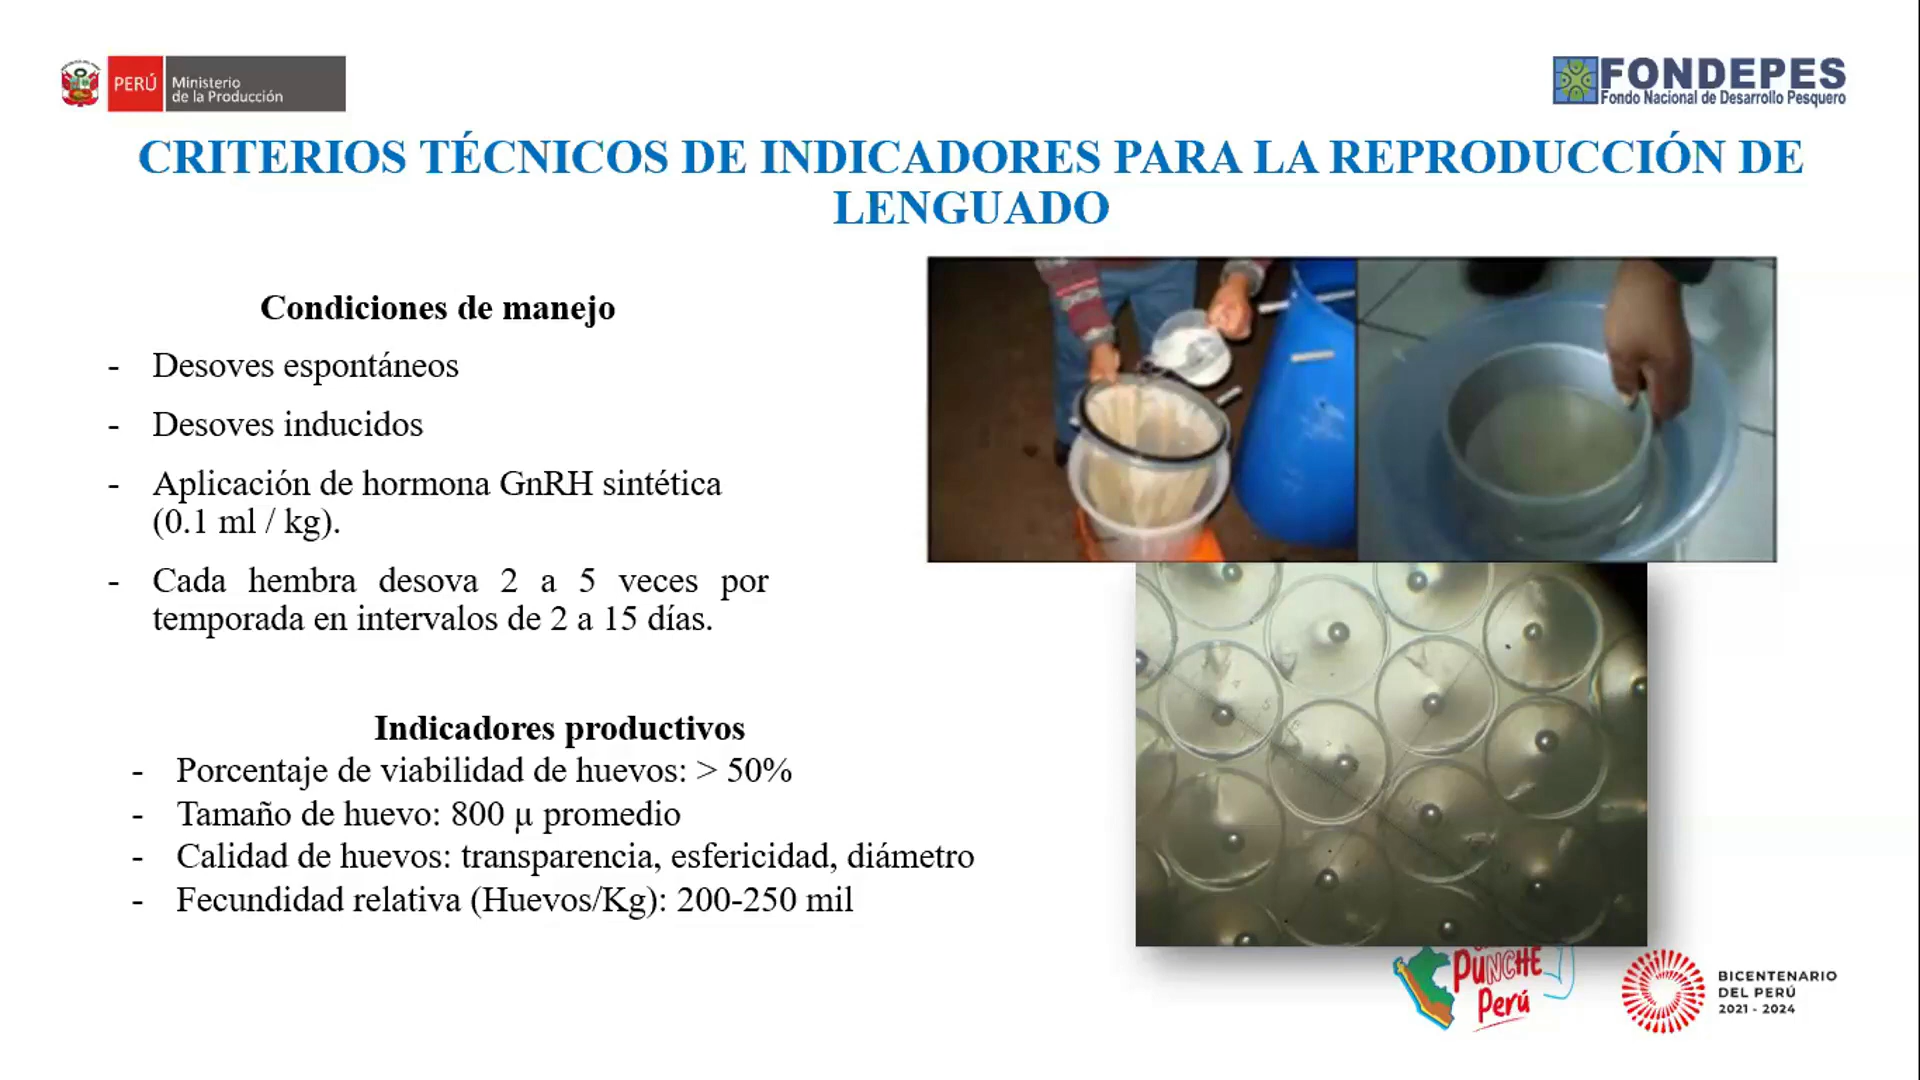 PERÚ
Ministerio
de la Producción
FONDEPES
Fondo Nacional de Desarrollo Pesquero
CRITERIOS TÉCNICOS DE INDICADORES PARA LA REPRODUCCIÓN DE
LENGUADO
Condiciones de manejo
- Desoves espontáneos
- Desoves inducidos
- Aplicación de hormona GnRH sintética
(0.1 ml / kg).
- Cada hembra desova 2 a 5 veces por
temporada en intervalos de 2 a 15 días.
Indicadores productivos
- Porcentaje de viabilidad de huevos: > 50%
- Tamaño de huevo: 800 µ promedio
- Calidad de huevos: transparencia, esfericidad, diámetro
- Fecundidad relativa (Huevos/Kg): 200-250 mil
PUNCHE
Perú
BICENTENARIO
DEL PERÚ
2021 - 2024